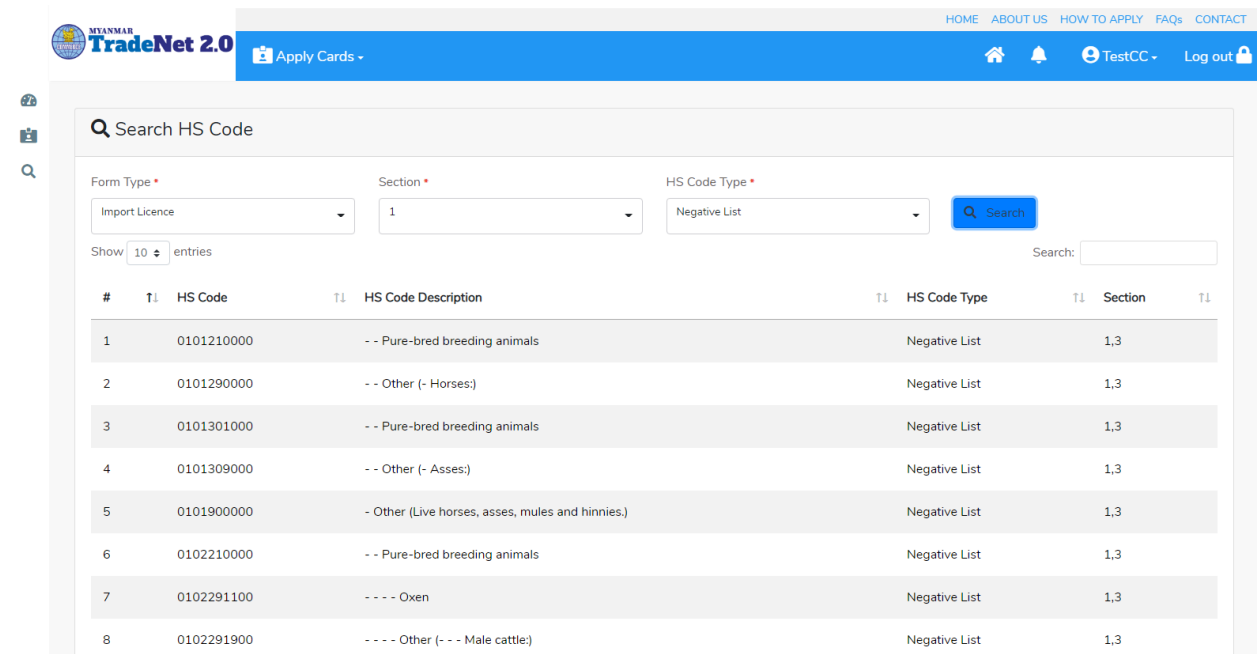 HOME ABOUT US HOW TO APPLY FAQs CONTACT
MYANMAR
TradeNet 2.0
Apply Cards
TestCC
Log out
Search HS Code
Form Type * Section * HS Code Type *
Import Licence 1 Negative List Search
Show 10 entries Search:
# HS Code HS Code Description HS Code Type Section
1 0101210000 - - Pure-bred breeding animals Negative List 1,3
2 0101290000 - - Other (- Horses:) Negative List 1,3
3 0101301000 - - Pure-bred breeding animals Negative List 1,3
4 0101309000 - - Other (- Asses:) Negative List 1,3
5 0101900000 - Other (Live horses, asses, mules and hinnies.) Negative List 1,3
6 0102210000 - - Pure-bred breeding animals Negative List 1,3
7 0102291100 - - - - Oxen Negative List 1,3
8 0102291900 - - - - Other (- - - Male cattle:) Negative List 1,3